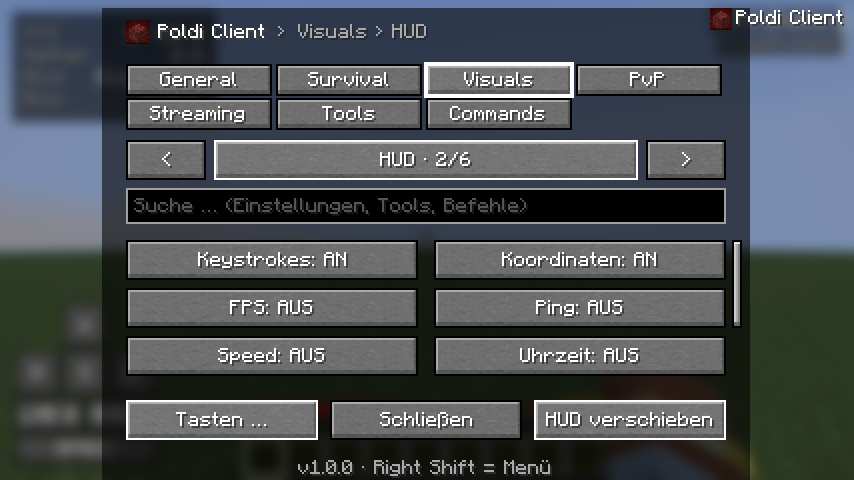 Poldi Client > Visuals > HUD
Poldi Client
General Survival Visuals PvP
Streaming Tools Commands
< HUD · 2/6 >
Suche ... (Einstellungen, Tools, Befehle)
Keystrokes: AN Koordinaten: AN
FPS: AUS Ping: AUS
Speed: AUS Uhrzeit: AUS
Tasten ... Schließen HUD verschieben
v1.0.0 · Right Shift = Menü